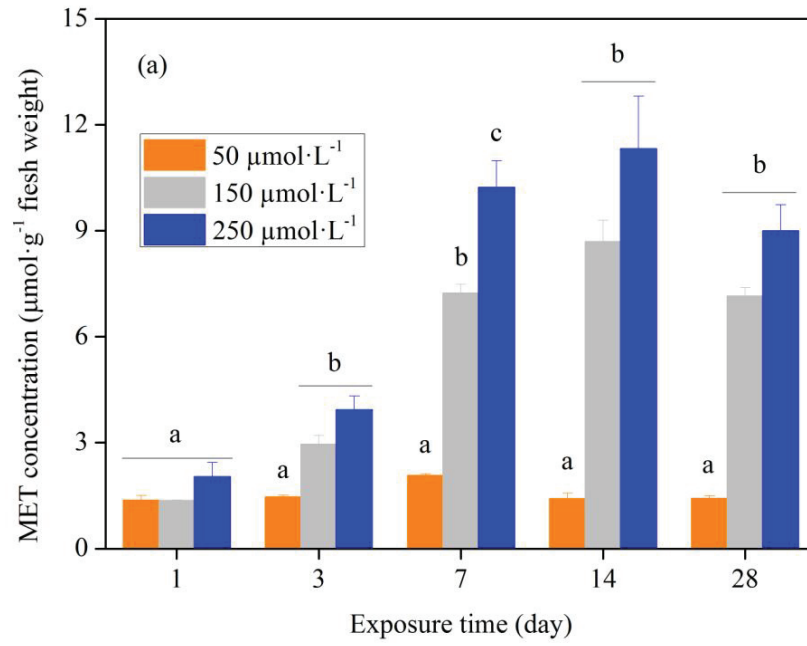 (a)
50 µmol·L⁻¹
150 µmol·L⁻¹
250 µmol·L⁻¹
MET concentration (µmol·g⁻¹ fiesh weight)
15
12
9
6
3
0
a
a
b
a
b
c
a
b
a
b
1 3 7 14 28
Exposure time (day)